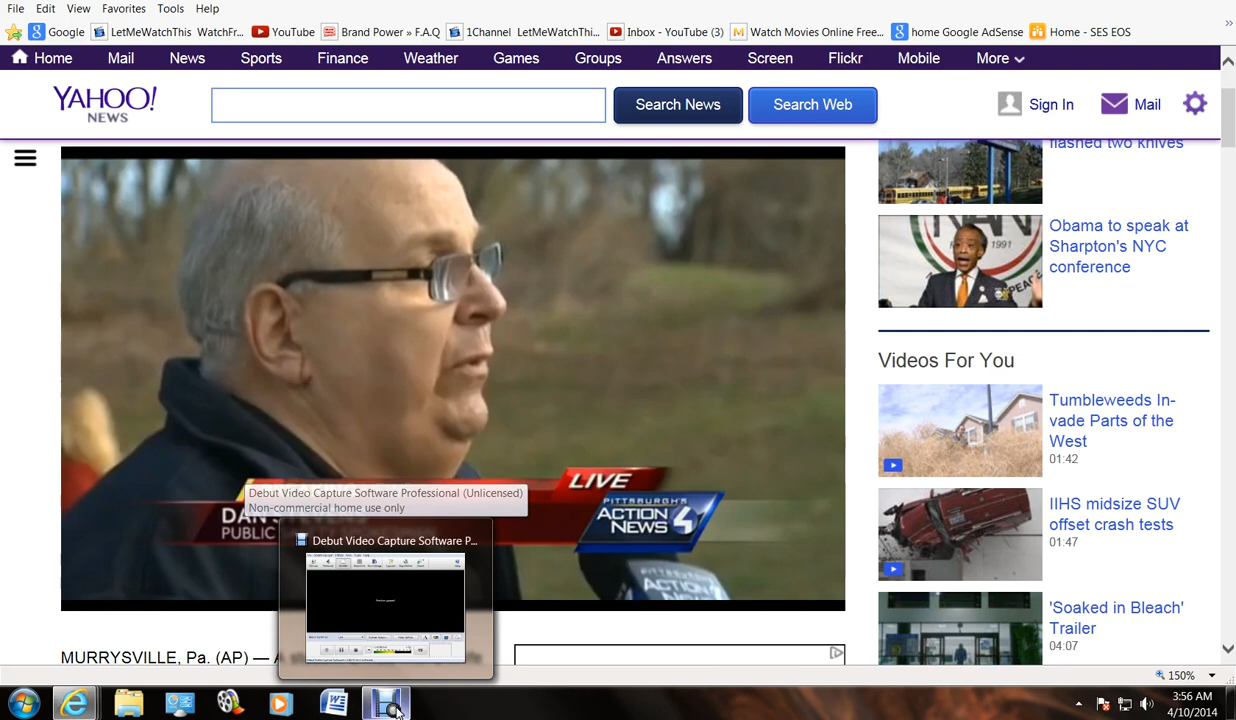 File Edit View Favorites Tools Help
Google LetMeWatchThis WatchFr... YouTube Brand Power » F.A.Q 1Channel LetMeWatchThi... Inbox - YouTube (3) Watch Movies Online Free... home Google AdSense Home - SES EOS
Home Mail News Sports Finance Weather Games Groups Answers Screen Flickr Mobile More
YAHOO! NEWS
Search News Search Web Sign In Mail
flashed two knives
1991
Obama to speak at
Sharpton's NYC
conference
Videos For You
Tumbleweeds In-
vade Parts of the
West
01:42
IIHS midsize SUV
offset crash tests
01:47
'Soaked in Bleach'
Trailer
04:07
LIVE
PITTSBURGH'S
ACTION
NEWS 4
DAN
PUBLIC
Debut Video Capture Software Professional (Unlicensed)
Non-commercial home use only
Debut Video Capture Software P...
MURRYSVILLE, Pa. (AP) —
150%
3:56 AM
4/10/2014